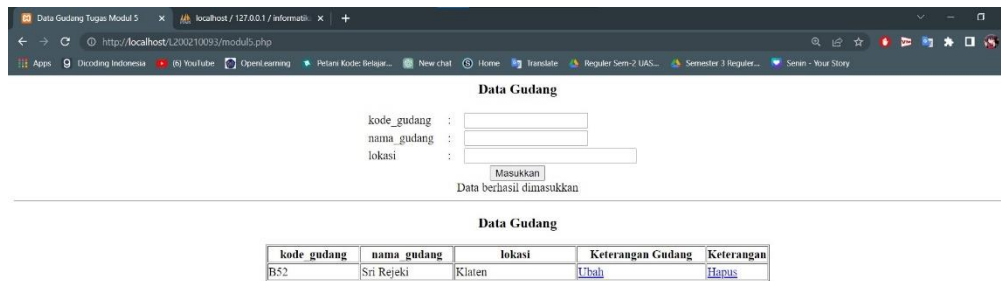 Data Gudang Tugas Modul 5
localhost / 127.0.0.1 / informatik
http://localhost/L200210093/modul5.php
Apps Dicoding Indonesia (6) YouTube OpenLearning Petani Kode: Belajar... New chat Home Translate Reguler Sem-2 UAS... Semester 3 Reguler... Senin - Your Story
Data Gudang
kode_gudang :
nama_gudang :
lokasi :
Masukkan
Data berhasil dimasukkan
Data Gudang
kode_gudang nama_gudang lokasi Keterangan Gudang Keterangan
B52 Sri Rejeki Klaten Ubah Hapus